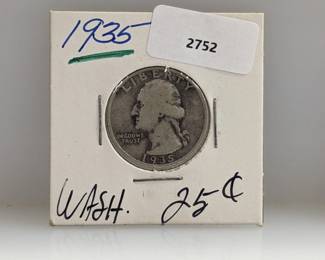 1935
2752
LIBERTY
IN GOD WE
TRUST
1935
WASH. 25¢